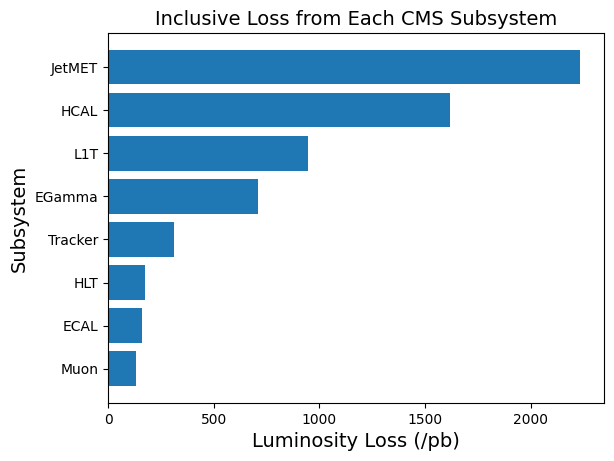 Inclusive Loss from Each CMS Subsystem
Subsystem
JetMET
HCAL
L1T
EGamma
Tracker
HLT
ECAL
Muon
0 500 1000 1500 2000
Luminosity Loss (/pb)